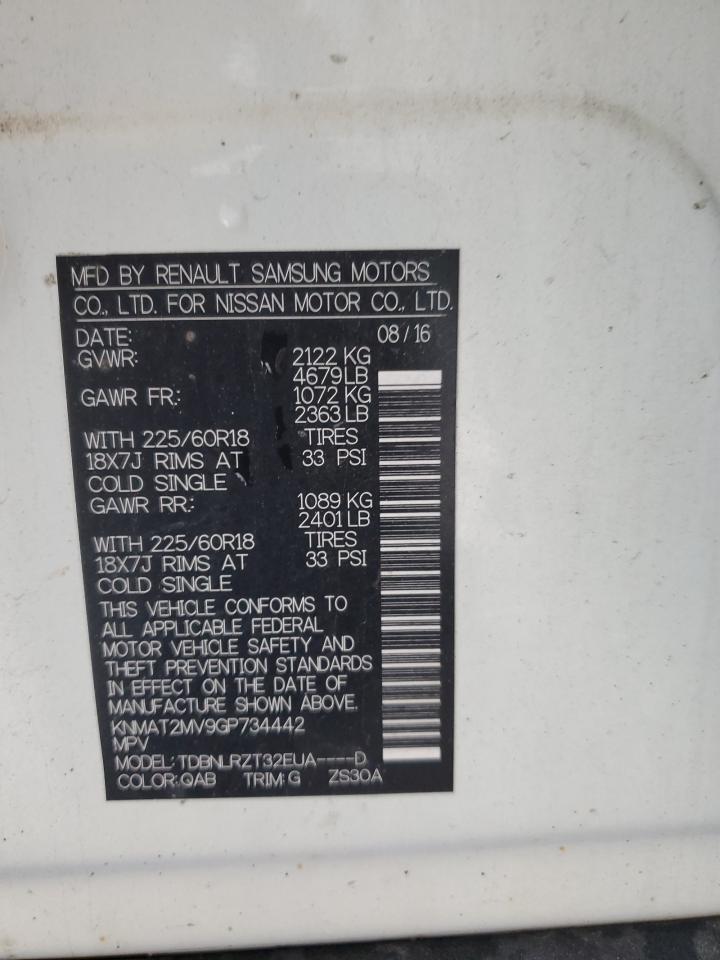 MFD BY RENAULT SAMSUNG MOTORS
CO., LTD. FOR NISSAN MOTOR CO., LTD.
DATE: 08/16
GVWR: 2122 KG
4679 LB
GAWR FR.: 1072 KG
2363 LB
WITH 225/60R18 TIRES
18X7J RIMS AT 33 PSI
COLD SINGLE
GAWR RR.: 1089 KG
2401 LB
WITH 225/60R18 TIRES
18X7J RIMS AT 33 PSI
COLD SINGLE
THIS VEHICLE CONFORMS TO
ALL APPLICABLE FEDERAL
MOTOR VEHICLE SAFETY AND
THEFT PREVENTION STANDARDS
IN EFFECT ON THE DATE OF
MANUFACTURE SHOWN ABOVE.
KNMAT2MV9GP734442
MPV
MODEL: TDBNLRZT32EUA----D
COLOR: QAB TRIM: G ZS30A